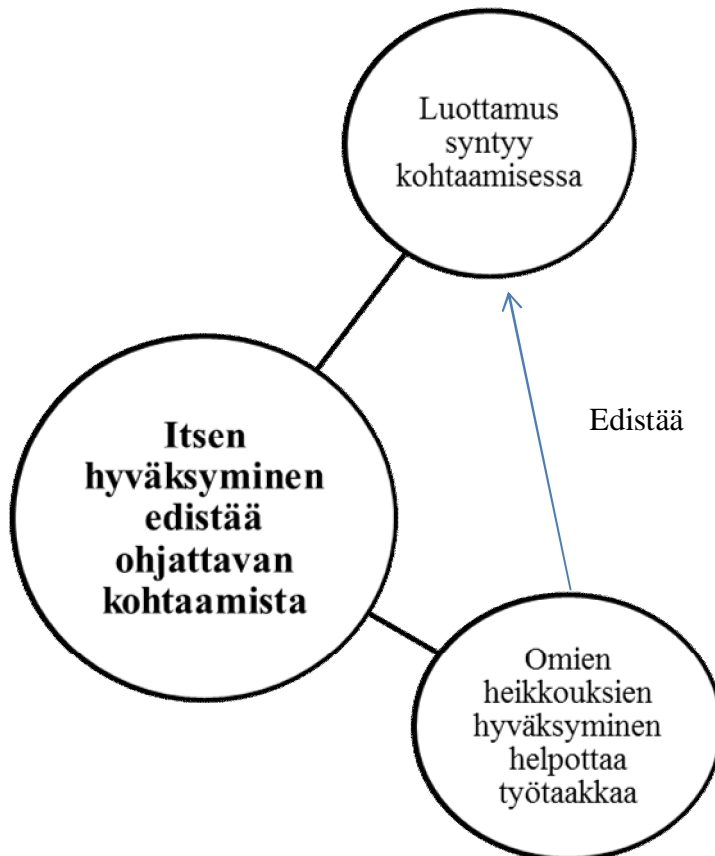 Luottamus
syntyy
kohtaamisessa
Edistää
Itsen
hyväksyminen
edistää
ohjattavan
kohtaamista
Omien
heikkouksien
hyväksyminen
helpottaa
työtaakkaa